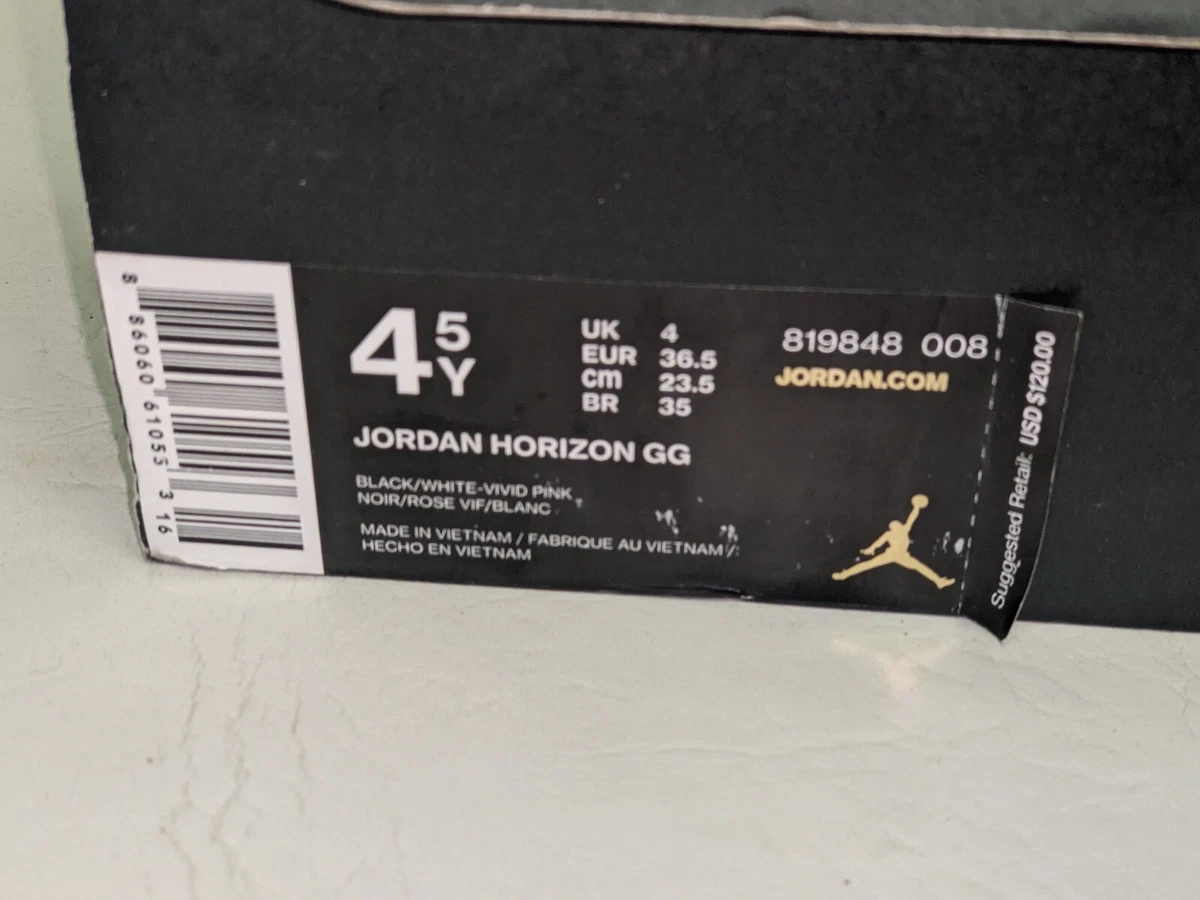 8 86060 61055 3 16
4 5
Y
UK 4
EUR 36.5
cm 23.5
BR 35
819848 008
JORDAN.COM
JORDAN HORIZON GG
BLACK/WHITE-VIVID PINK
NOIR/ROSE VIF/BLANC
MADE IN VIETNAM / FABRIQUE AU VIETNAM /
HECHO EN VIETNAM
Suggested Retail: USD $120.00